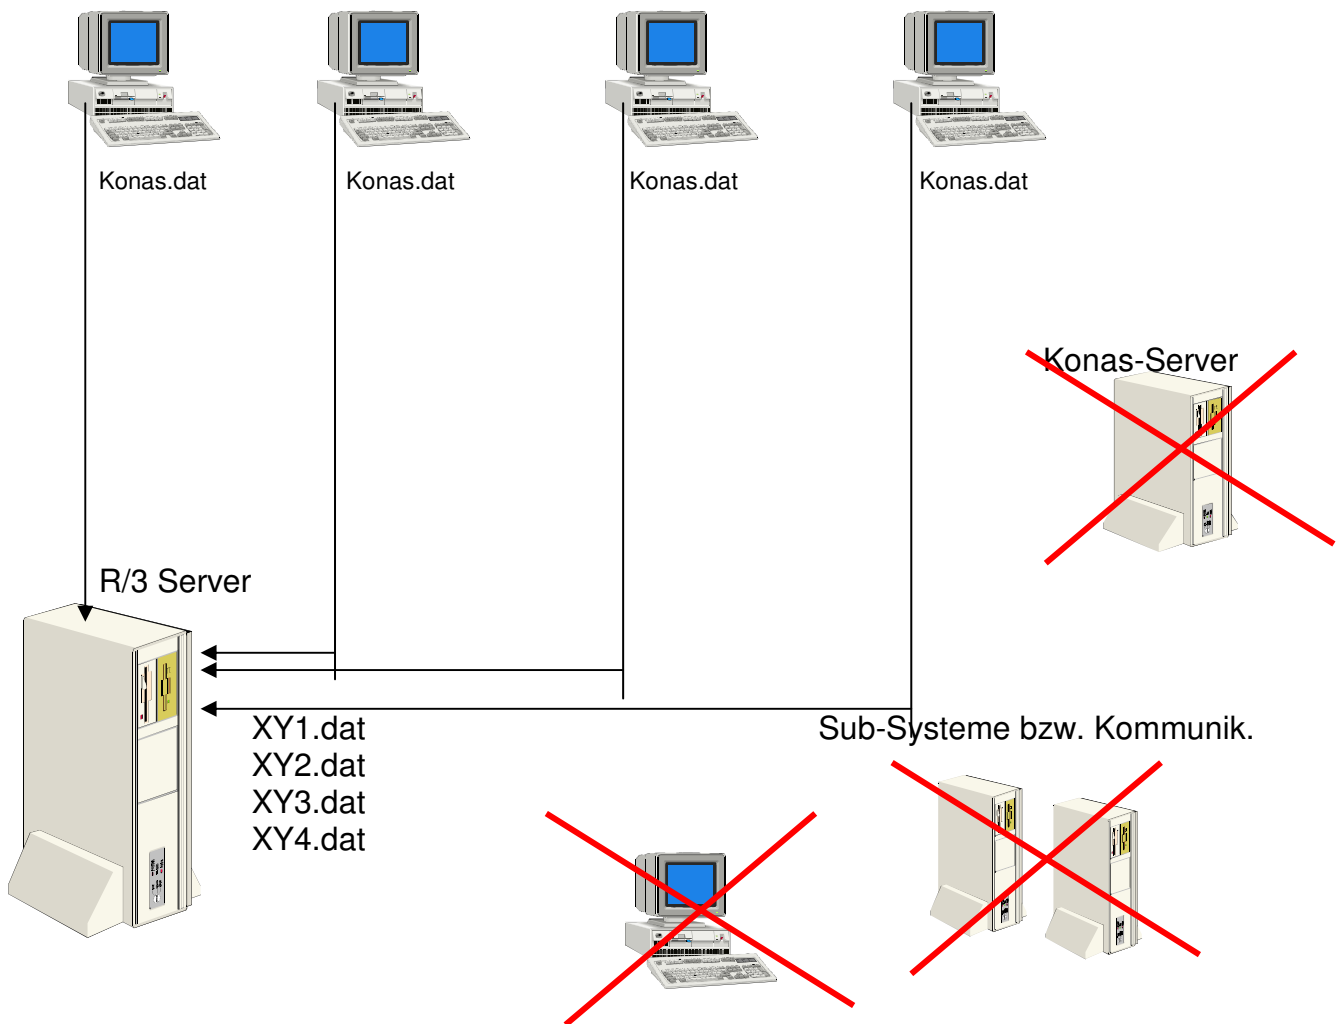 Konas.dat
Konas.dat
Konas.dat
Konas.dat
Konas-Server
R/3 Server
XY1.dat
XY2.dat
XY3.dat
XY4.dat
Sub-Systeme bzw. Kommunik.